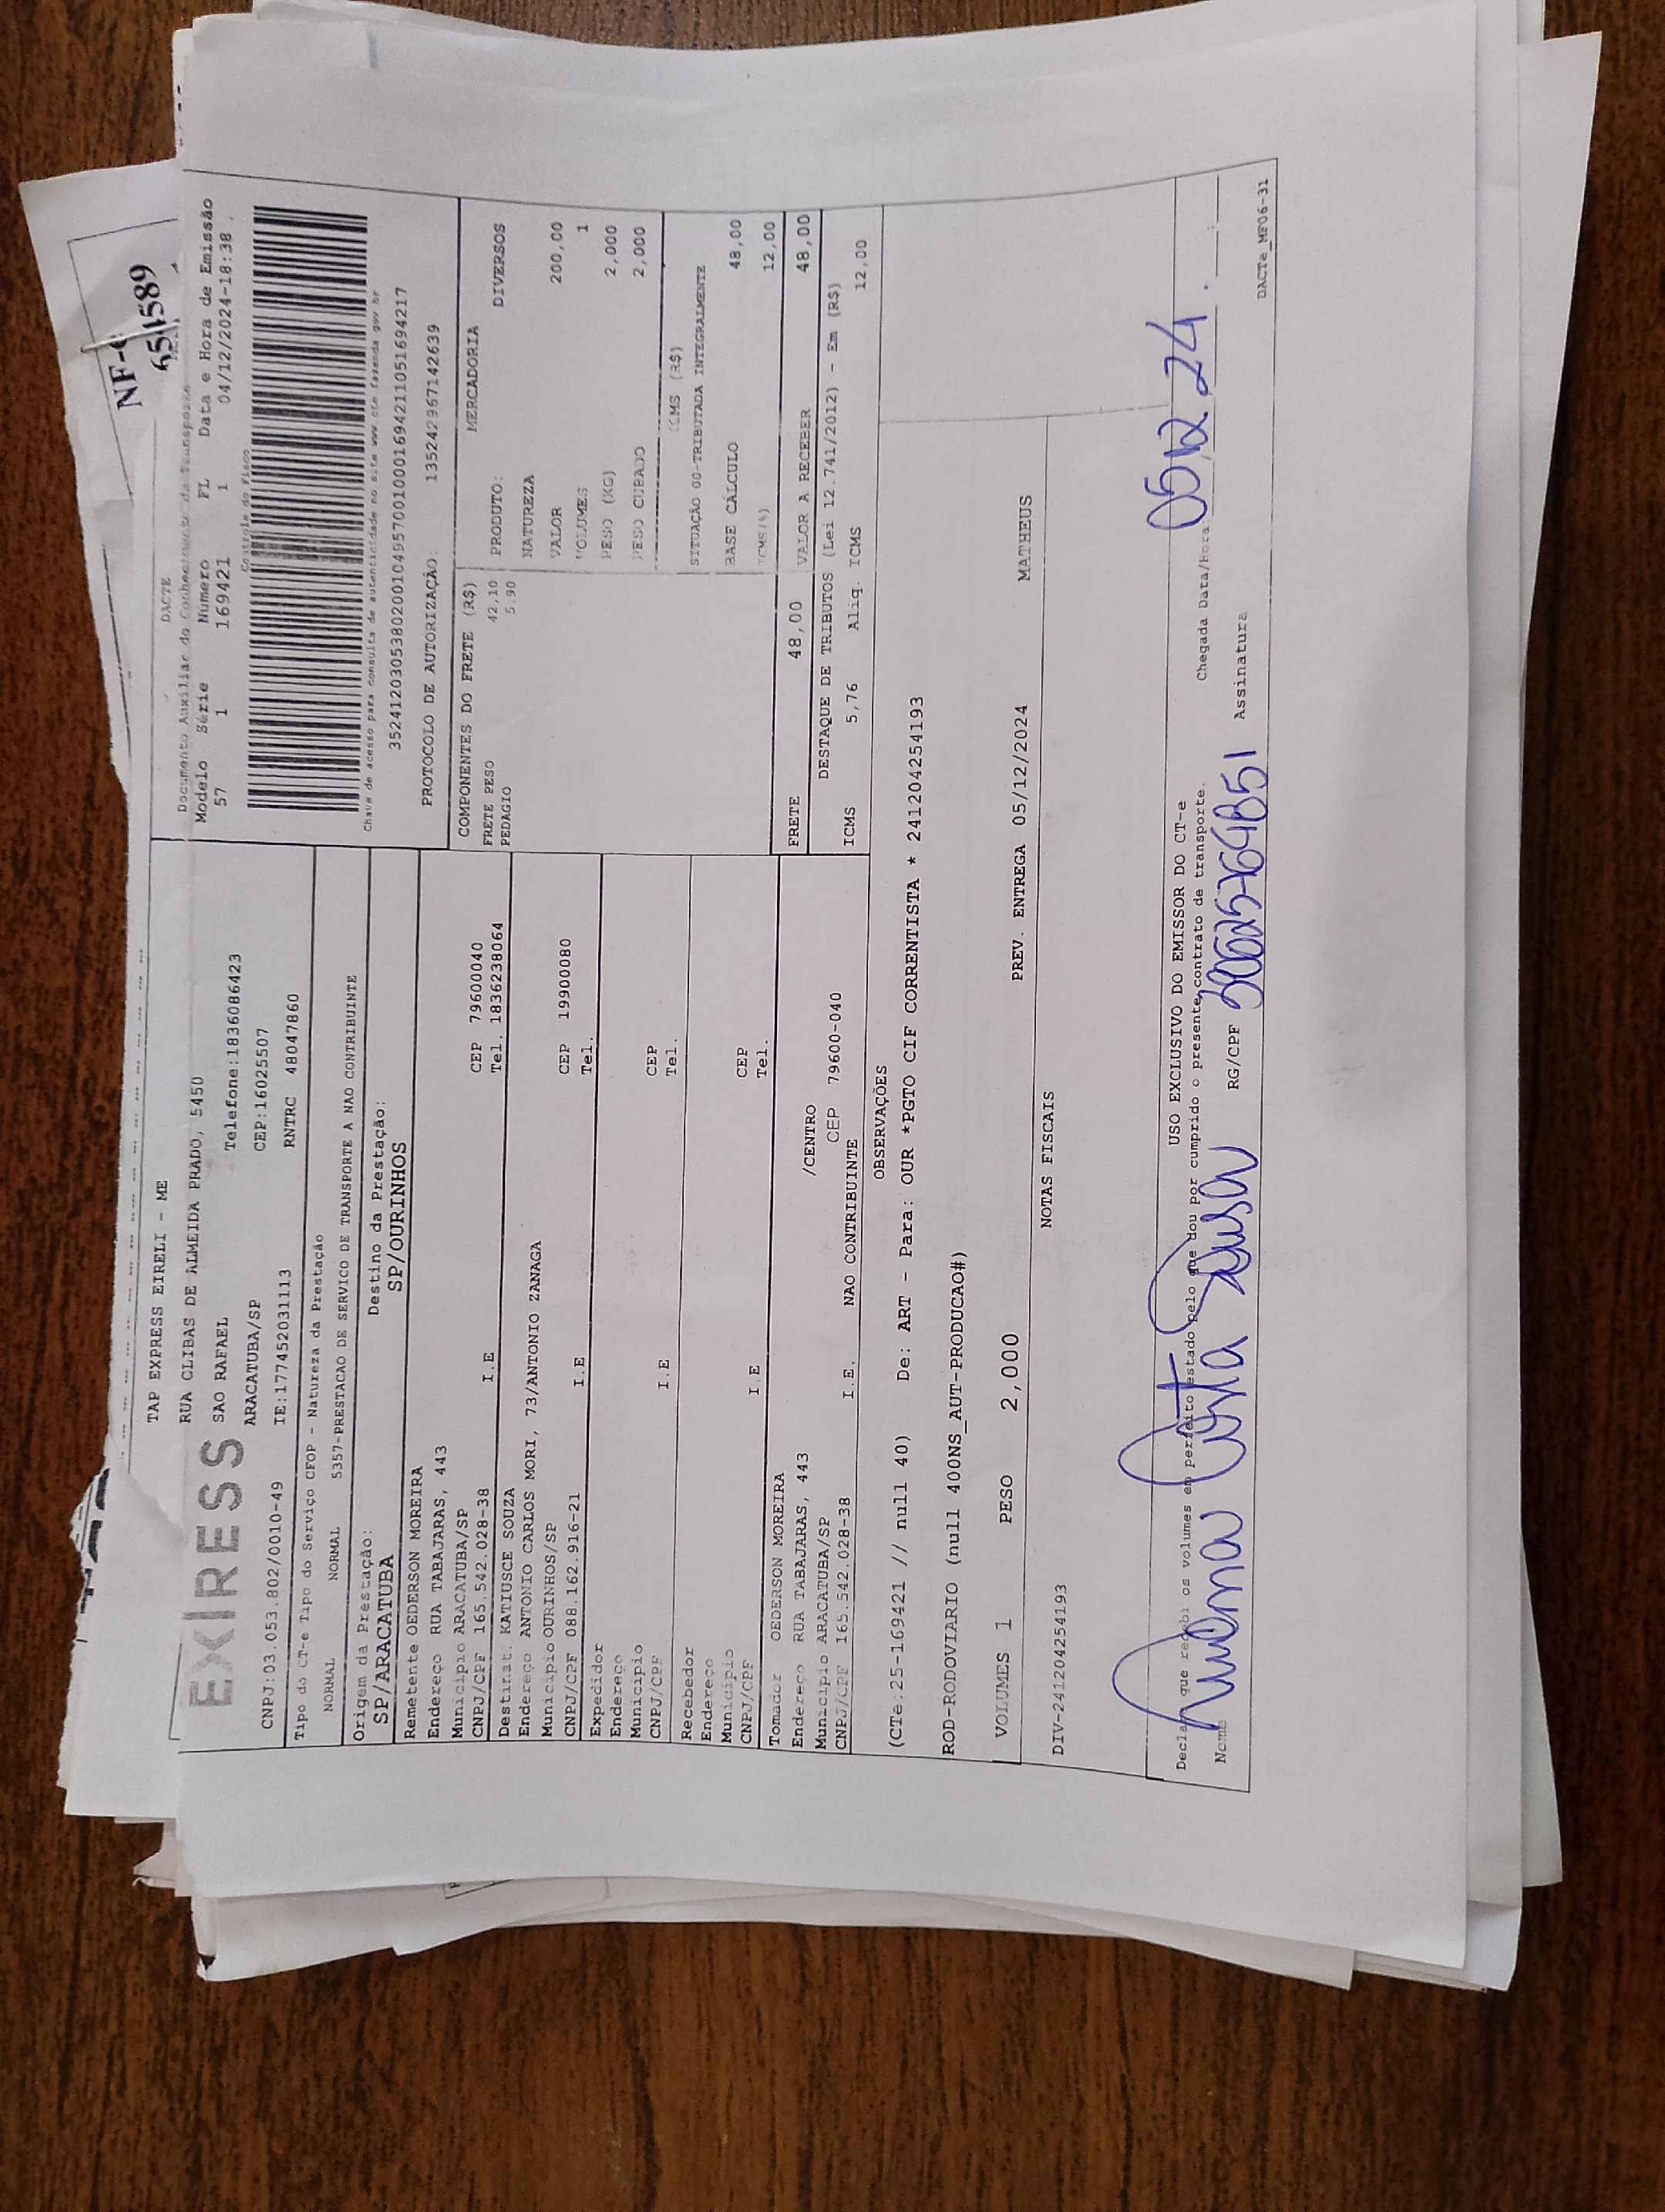 NF-
654589
EXPRESS
TAP EXPRESS EIRELI - ME
RUA CLIBAS DE ALMEIDA PRADO, 5450
SAO RAFAEL Telefone:1836086423
ARACATUBA/SP CEP:16025507
CNPJ:03.053.802/0010-49 IE:177452031113 RNTRC 48047860
DACTE
Documento Auxiliar do Conhecimento de Transporte
Modelo Série Número FL Data e Hora de Emissão
57 1 169421 1 04/12/2024-18:38
Controle do Fisco
Chave de acesso para consulta de autenticidade no site www.cte.fazenda.gov.br
35241203053802001049570010001694211051694217
PROTOCOLO DE AUTORIZAÇÃO: 135242967142639
Tipo do CT-e Tipo do Serviço CFOP - Natureza da Prestação
NORMAL NORMAL 5357-PRESTACAO DE SERVICO DE TRANSPORTE A NAO CONTRIBUINTE
Origem da Prestação: Destino da Prestação:
SP/ARACATUBA SP/OURINHOS
Remetente OEDERSON MOREIRA
Endereço RUA TABAJARAS, 443
Município ARACATUBA/SP CEP 79600040
CNPJ/CPF 165.542.028-38 I.E Tel. 1836238064
Destinat. KATIUSCE SOUZA
Endereço ANTONIO CARLOS MORI, 73/ANTONIO ZANAGA
Município OURINHOS/SP CEP 19900080
CNPJ/CPF 088.162.916-21 I.E Tel.
Expedidor
Endereço
Município CEP
CNPJ/CPF I.E Tel.
Recebedor
Endereço
Município CEP
CNPJ/CPF I.E Tel.
Tomador OEDERSON MOREIRA
Endereço RUA TABAJARAS, 443 /CENTRO
Município ARACATUBA/SP CEP 79600-040
CNPJ/CPF 165.542.028-38 I.E. NAO CONTRIBUINTE
COMPONENTES DO FRETE (R$)
FRETE PESO 42,10
PEDAGIO 5,90
MERCADORIA
PRODUTO: DIVERSOS
NATUREZA
VALOR 200,00
VOLUMES 1
PESO (KG) 2,000
PESO CUBADO 2,000
ICMS (R$)
SITUAÇÃO 00-TRIBUTADA INTEGRALMENTE
BASE CÁLCULO 48,00
ICMS(%) 12,00
FRETE 48,00 VALOR A RECEBER 48,00
DESTAQUE DE TRIBUTOS (Lei 12.741/2012) - Em (R$)
ICMS 5,76 Aliq. ICMS 12,00
OBSERVAÇÕES
(CTe:25-169421 // null 40) De: ART - Para: OUR *PGTO CIF CORRENTISTA * 241204254193
ROD-RODOVIARIO (null 400NS_AUT-PRODUCAO#)
VOLUMES 1 PESO 2,000 PREV. ENTREGA 05/12/2024 MATHEUS
NOTAS FISCAIS
DIV-241204254193
USO EXCLUSIVO DO EMISSOR DO CT-e
Declaro que recebi os volumes em perfeito estado pelo que dou por cumprido o presente contrato de transporte.
Chegada Data/Hora 05 12 24
Nome RG/CPF Assinatura
DACTe_MF06-31